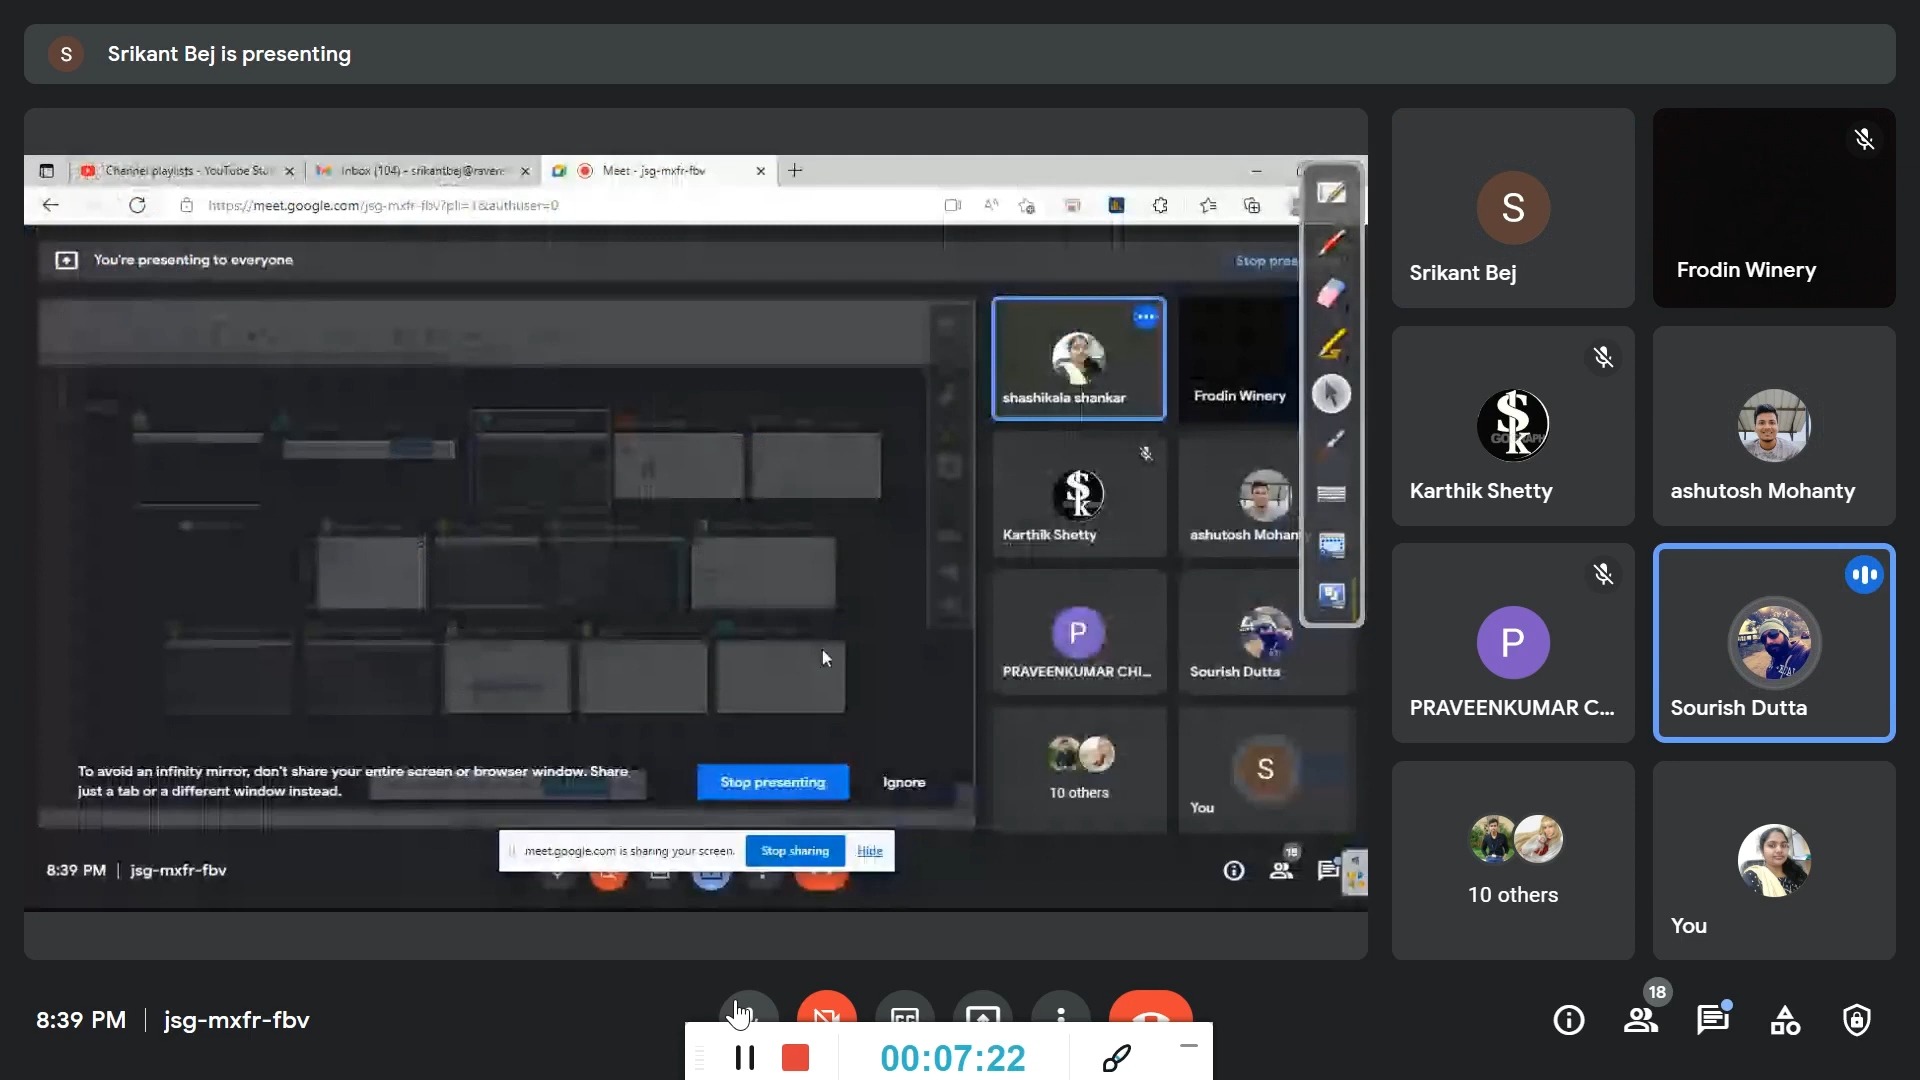 S Srikant Bej is presenting
Channel playlists - YouTube Stu
Inbox (104) - srikantbej@raven
Meet - jsg-mxfr-fbv
https://meet.google.com/jsg-mxfr-fbv?pli=1&authuser=0
You're presenting to everyone
Stop pres
shashikala shankar
Frodin Winery
Karthik Shetty
ashutosh Mohan
P
PRAVEENKUMAR CHI...
Sourish Dutta
10 others
S
You
To avoid an infinity mirror, don't share your entire screen or browser window. Share
just a tab or a different window instead.
Stop presenting
Ignore
meet.google.com is sharing your screen.
Stop sharing
Hide
8:39 PM | jsg-mxfr-fbv
18
S
Srikant Bej
Frodin Winery
Karthik Shetty
ashutosh Mohanty
P
PRAVEENKUMAR C...
Sourish Dutta
10 others
You
8:39 PM | jsg-mxfr-fbv
18
00:07:22